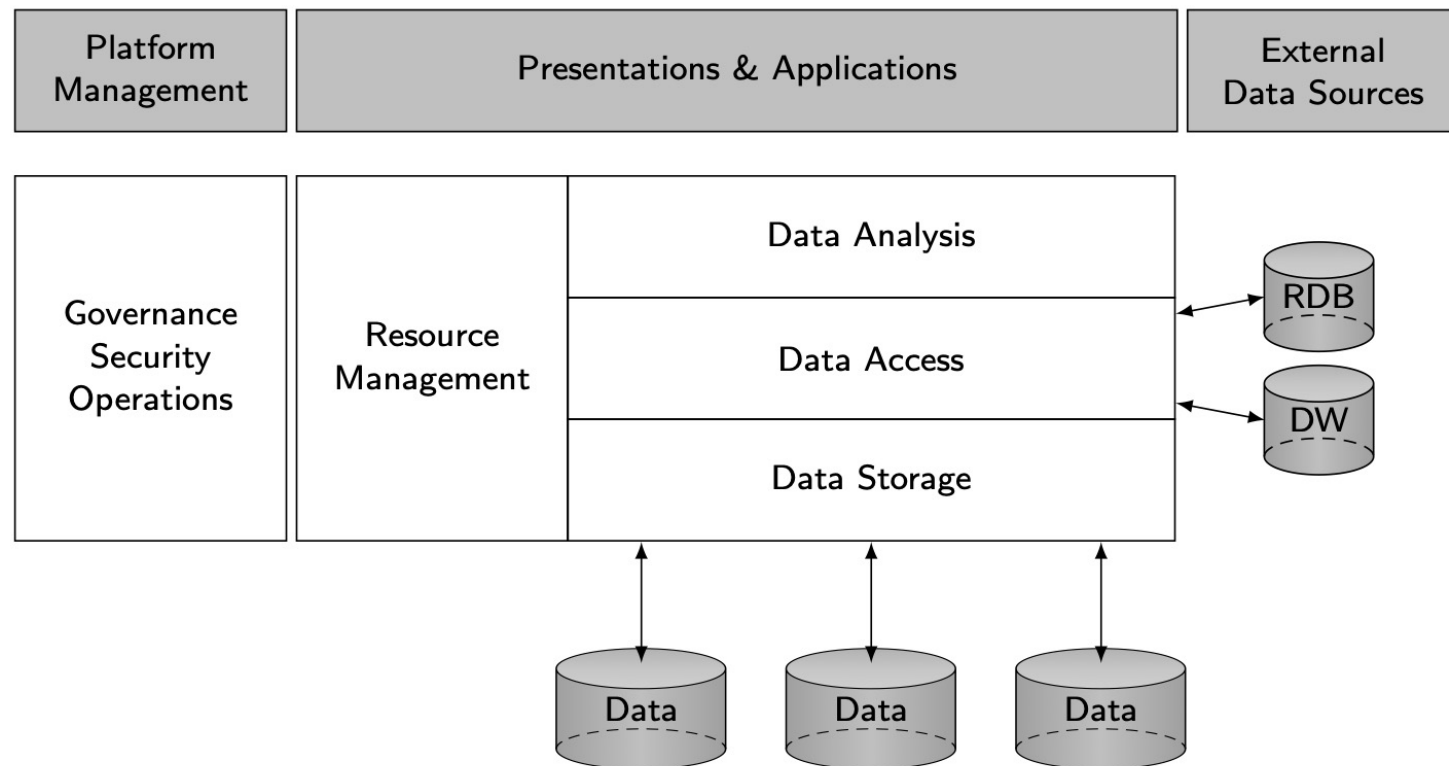 Platform
Management
Presentations & Applications
External
Data Sources
Governance
Security
Operations
Resource
Management
Data Analysis
Data Access
Data Storage
RDB
DW
Data
Data
Data